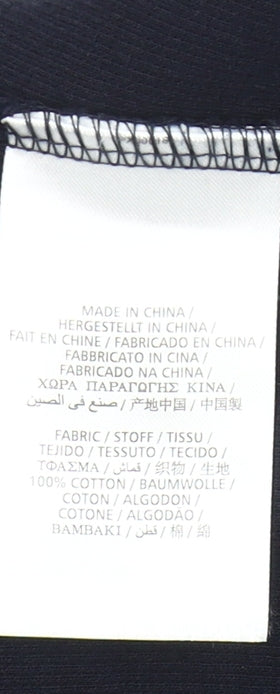 MADE IN CHINA /
HERGESTELLT IN CHINA /
FAIT EN CHINE / FABRICADO EN CHINA /
FABBRICATO IN CINA /
FABRICADO NA CHINA /
ΧΩΡΑ ΠΑΡΑΓΩΓΗΣ ΚΙΝΑ /
صنع في الصين / 产地中国 / 中国製
FABRIC / STOFF / TISSU /
TEJIDO / TESSUTO / TECIDO /
ΥΦΑΣΜΑ / قماش / 织物 / 生地
100% COTTON / BAUMWOLLE /
COTON / ALGODON /
COTONE / ALGODÃO /
ΒΑΜΒΑΚΙ / قطن / 棉 / 綿